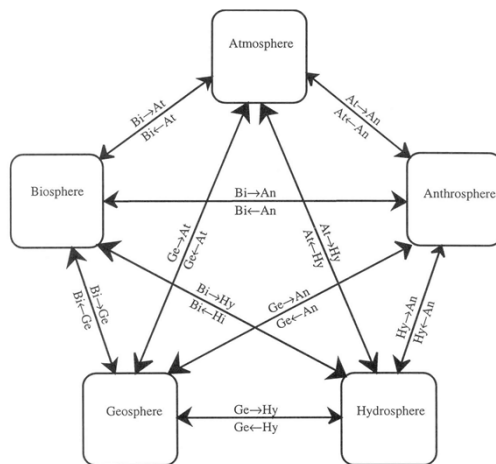 Atmosphere
Bi→At
Bi←At
At→An
At←An
Biosphere
Bi→An
Bi←An
Anthrosphere
Ge→At
Ge←At
At→Hy
At←Hy
Bi→Hy
Bi←Hi
Ge→An
Ge←An
Bi→Ge
Bi←Ge
Hy→An
Hy←An
Geosphere
Ge→Hy
Ge←Hy
Hydrosphere